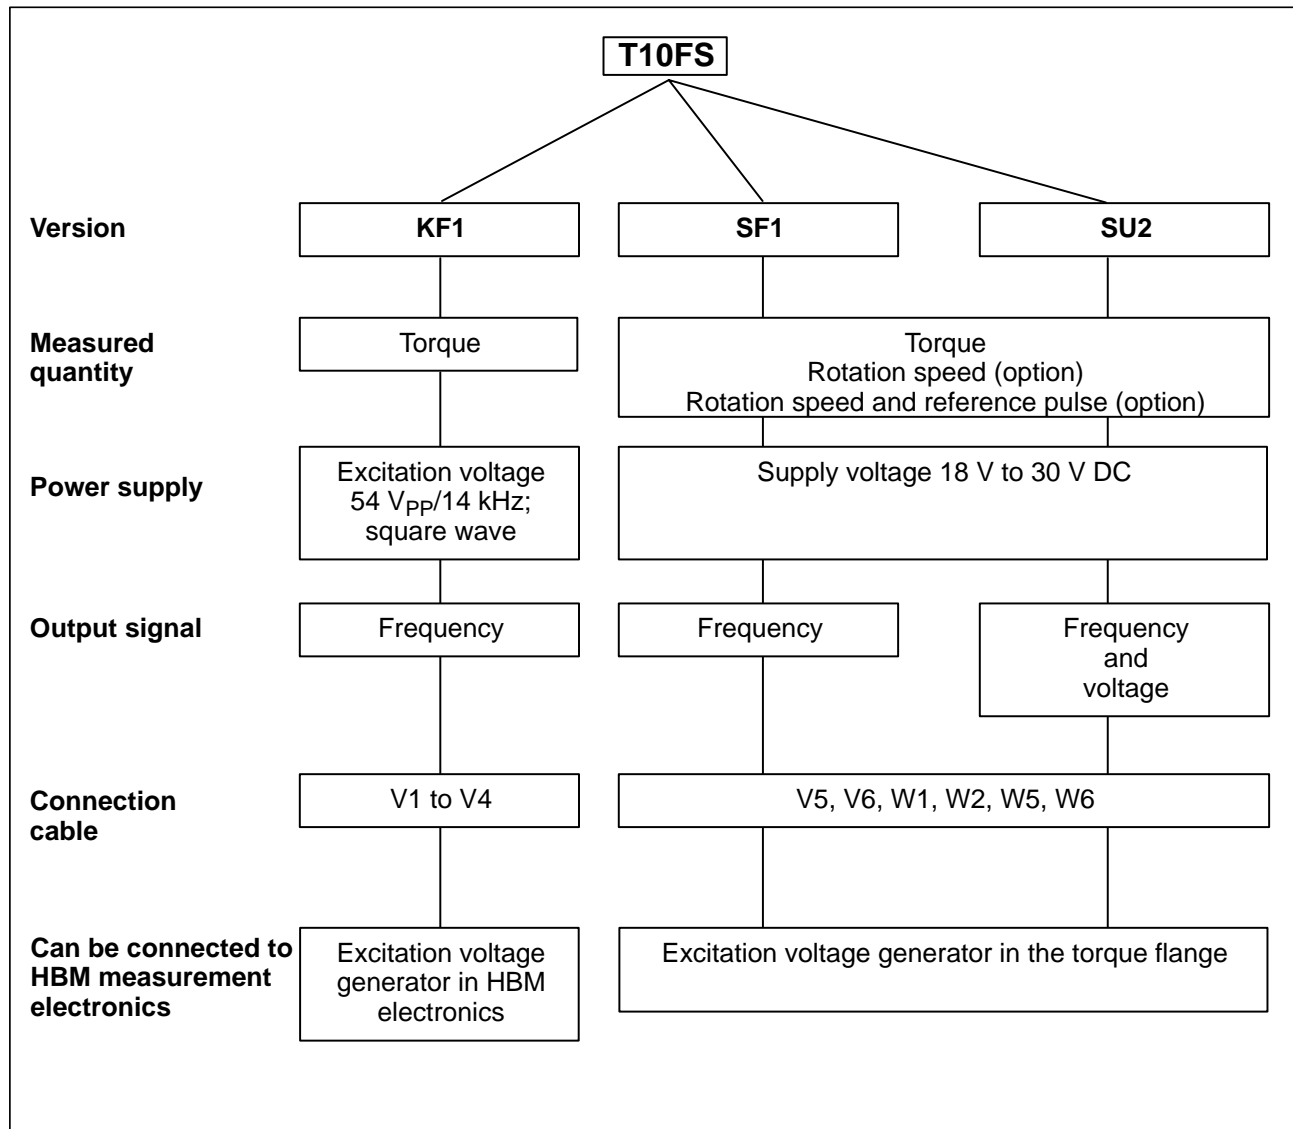 T10FS
Version
KF1
SF1
SU2
Measured
quantity
Torque
Torque
Rotation speed (option)
Rotation speed and reference pulse (option)
Power supply
Excitation voltage
54 VPP/14 kHz;
square wave
Supply voltage 18 V to 30 V DC
Output signal
Frequency
Frequency
Frequency
and
voltage
Connection
cable
V1 to V4
V5, V6, W1, W2, W5, W6
Can be connected to
HBM measurement
electronics
Excitation voltage
generator in HBM
electronics
Excitation voltage generator in the torque flange